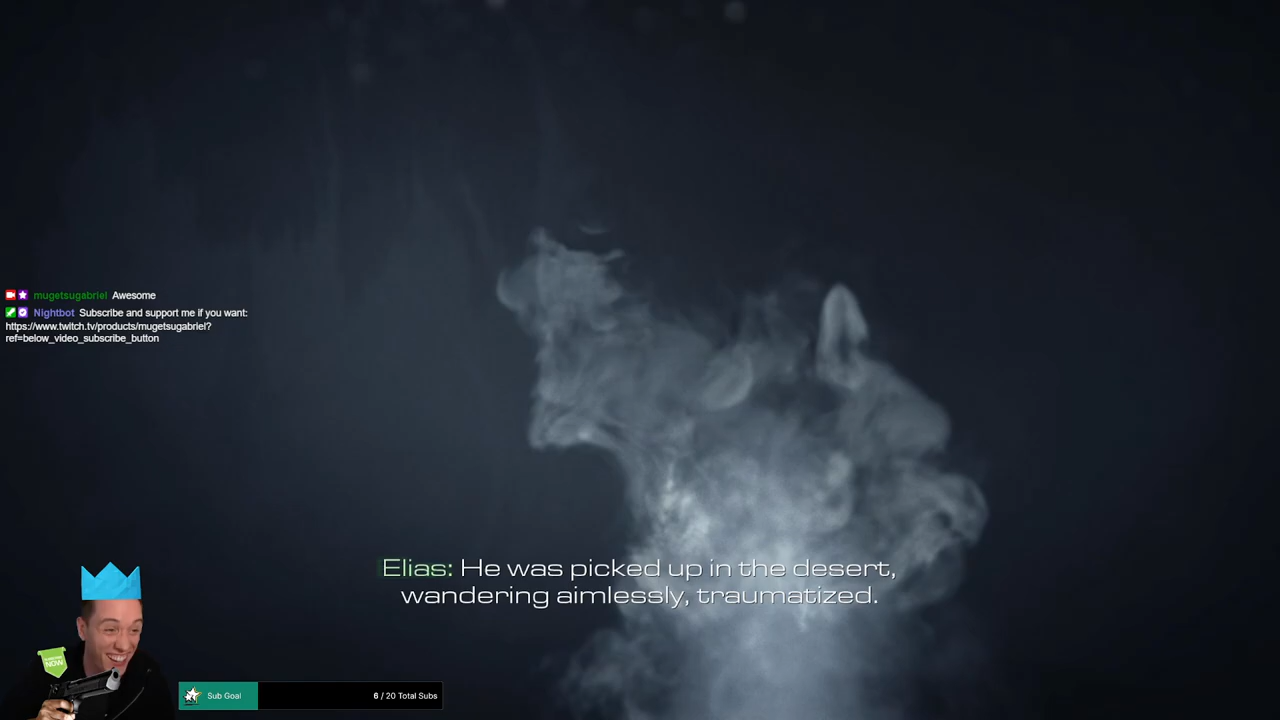 mugetsugabriel Awesome
Nightbot Subscribe and support me if you want:
https://www.twitch.tv/products/mugetsugabriel?
ref=below_video_subscribe_button
Elias: He was picked up in the desert,
wandering aimlessly, traumatized.
NOW
Sub Goal 6 / 20 Total Subs